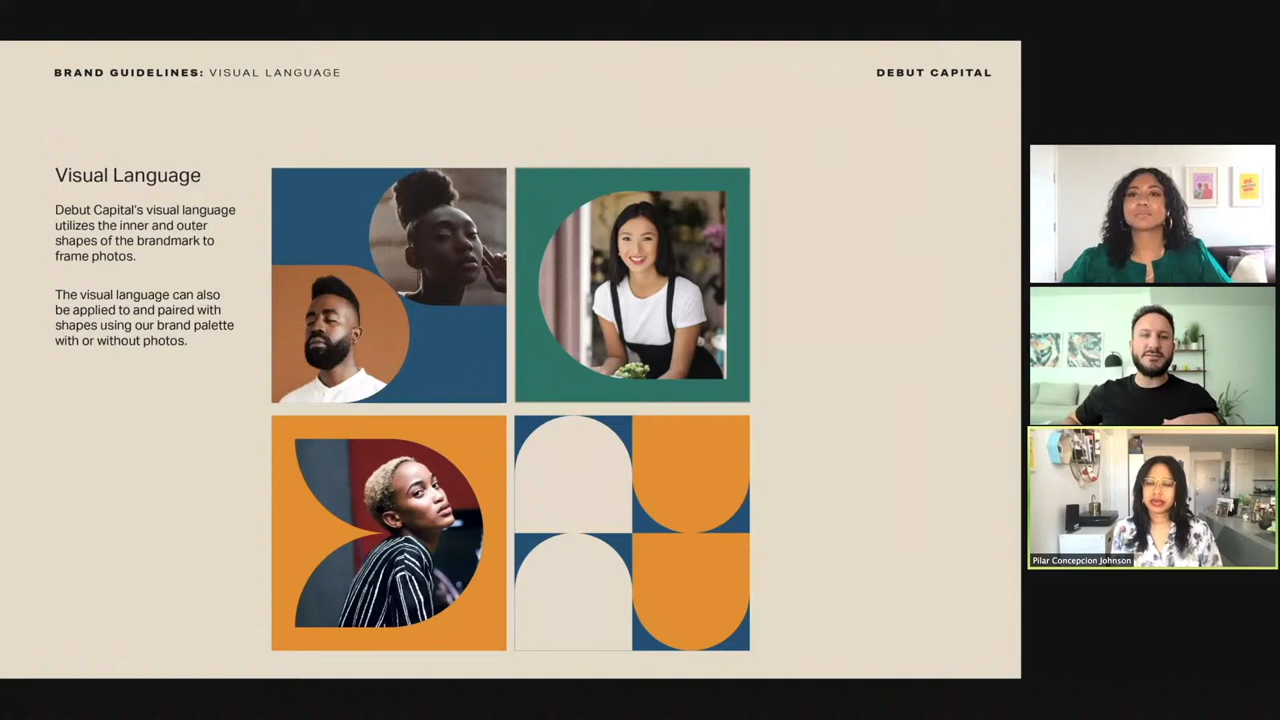 BRAND GUIDELINES: VISUAL LANGUAGE
DEBUT CAPITAL
Visual Language
Debut Capital's visual language
utilizes the inner and outer
shapes of the brandmark to
frame photos.
The visual language can also
be applied to and paired with
shapes using our brand palette
with or without photos.
Pilar Concepcion Johnson